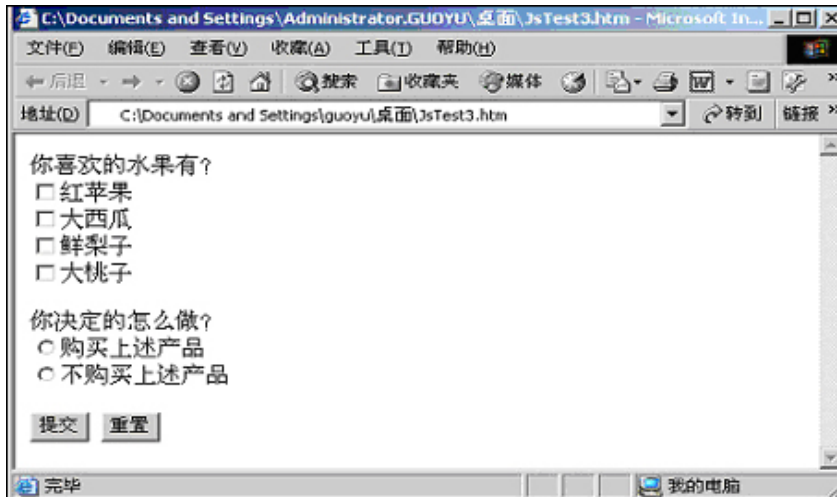 C:\Documents and Settings\Administrator.GUOYU\桌面\JsTest3.htm - Microsoft In...
文件(F) 编辑(E) 查看(V) 收藏(A) 工具(T) 帮助(H)
后退 搜索 收藏夹 媒体
地址(D) C:\Documents and Settings\guoyu\桌面\JsTest3.htm 转到 链接
你喜欢的水果有?
红苹果
大西瓜
鲜梨子
大桃子
你决定的怎么做?
购买上述产品
不购买上述产品
提交 重置
完毕 我的电脑